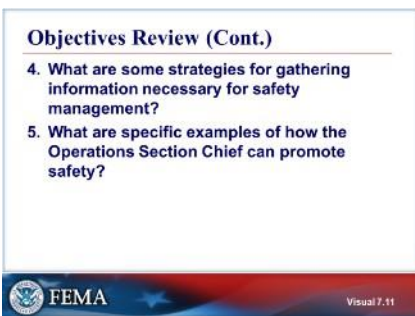 Objectives Review (Cont.)
4. What are some strategies for gathering
information necessary for safety
management?
5. What are specific examples of how the
Operations Section Chief can promote
safety?
FEMA
Visual 7.11